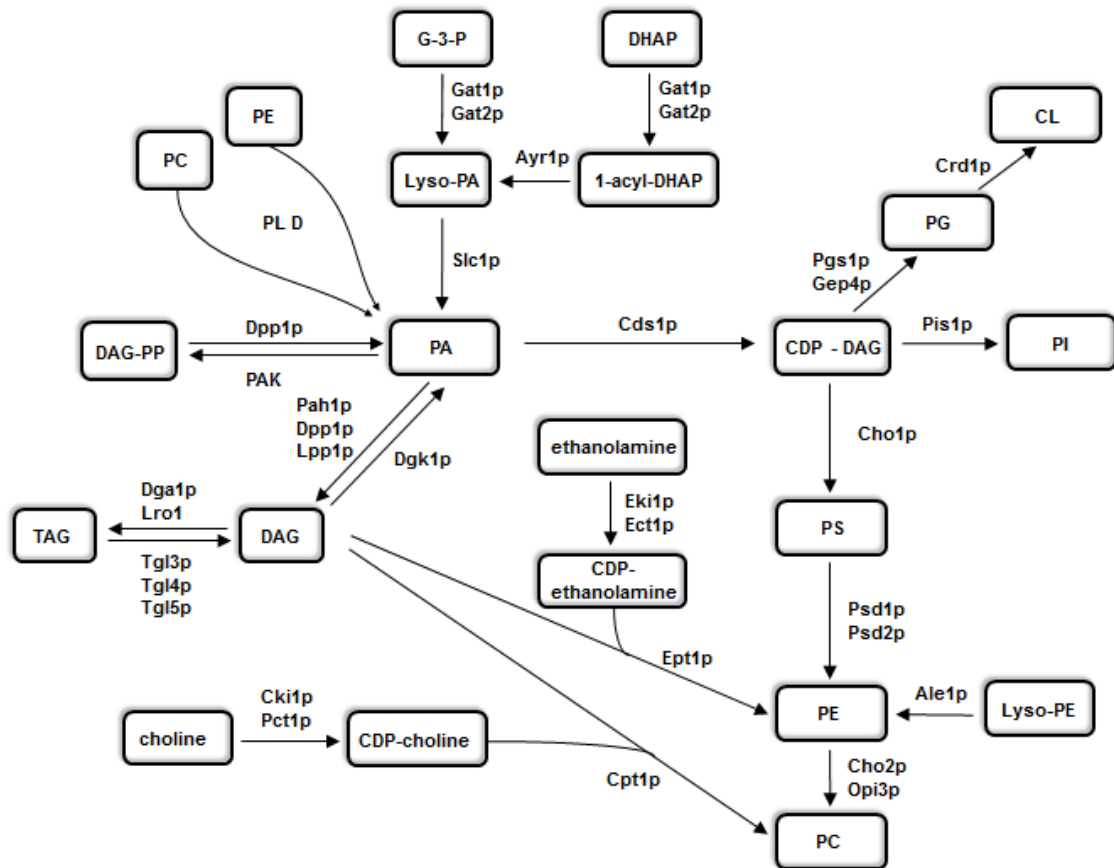 G-3-P
DHAP
Gat1p
Gat2p
Gat1p
Gat2p
PE
CL
PC
Ayr1p
Crd1p
Lyso-PA
1-acyl-DHAP
PG
PL D
Slc1p
Pgs1p
Gep4p
Dpp1p
Cds1p
Pis1p
DAG-PP
PA
CDP - DAG
PI
PAK
Pah1p
Dpp1p
Lpp1p
Dgk1p
Cho1p
ethanolamine
Dga1p
Lro1
Eki1p
Ect1p
TAG
DAG
PS
Tgl3p
Tgl4p
Tgl5p
CDP-
ethanolamine
Psd1p
Psd2p
Ept1p
Cki1p
Pct1p
Ale1p
PE
Lyso-PE
choline
CDP-choline
Cpt1p
Cho2p
Opi3p
PC